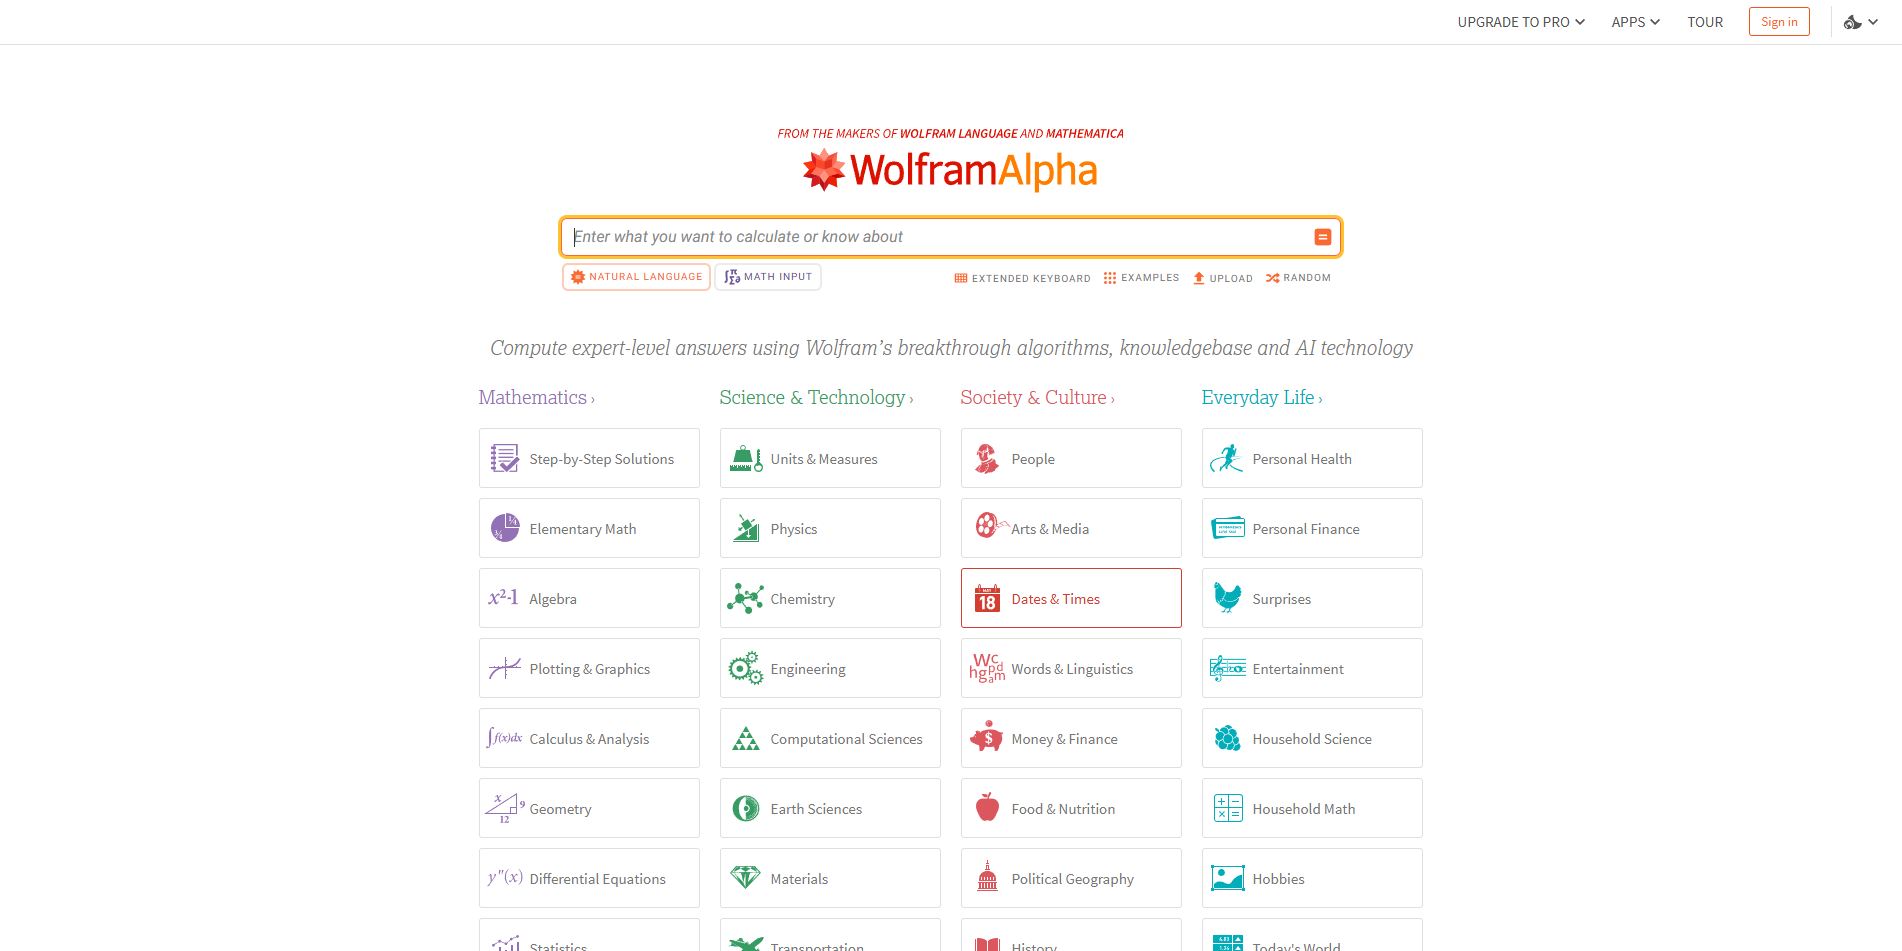 UPGRADE TO PRO
APPS
TOUR
Sign in
FROM THE MAKERS OF WOLFRAM LANGUAGE AND MATHEMATICA
WolframAlpha
Enter what you want to calculate or know about
NATURAL LANGUAGE
MATH INPUT
EXTENDED KEYBOARD
EXAMPLES
UPLOAD
RANDOM
Compute expert-level answers using Wolfram's breakthrough algorithms, knowledgebase and AI technology
Mathematics ›
Step-by-Step Solutions
Elementary Math
Algebra
Plotting & Graphics
Calculus & Analysis
Geometry
Differential Equations
Statistics
Science & Technology ›
Units & Measures
Physics
Chemistry
Engineering
Computational Sciences
Earth Sciences
Materials
Transportation
Society & Culture ›
People
Arts & Media
18
Dates & Times
Words & Linguistics
Money & Finance
Food & Nutrition
Political Geography
History
Everyday Life ›
Personal Health
Personal Finance
Surprises
Entertainment
Household Science
Household Math
Hobbies
Today's World